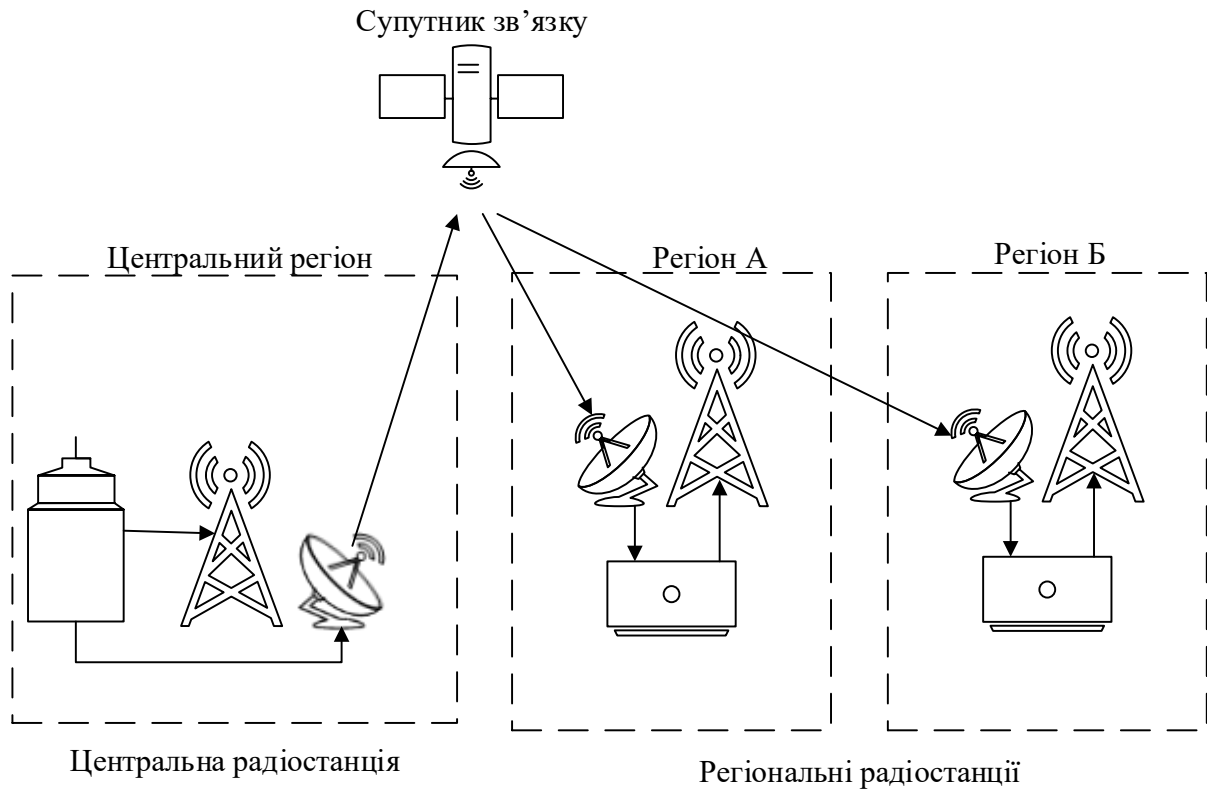 Супутник зв’язку
Центральний регіон
Регіон А
Регіон Б
Центральна радіостанція
Регіональні радіостанції